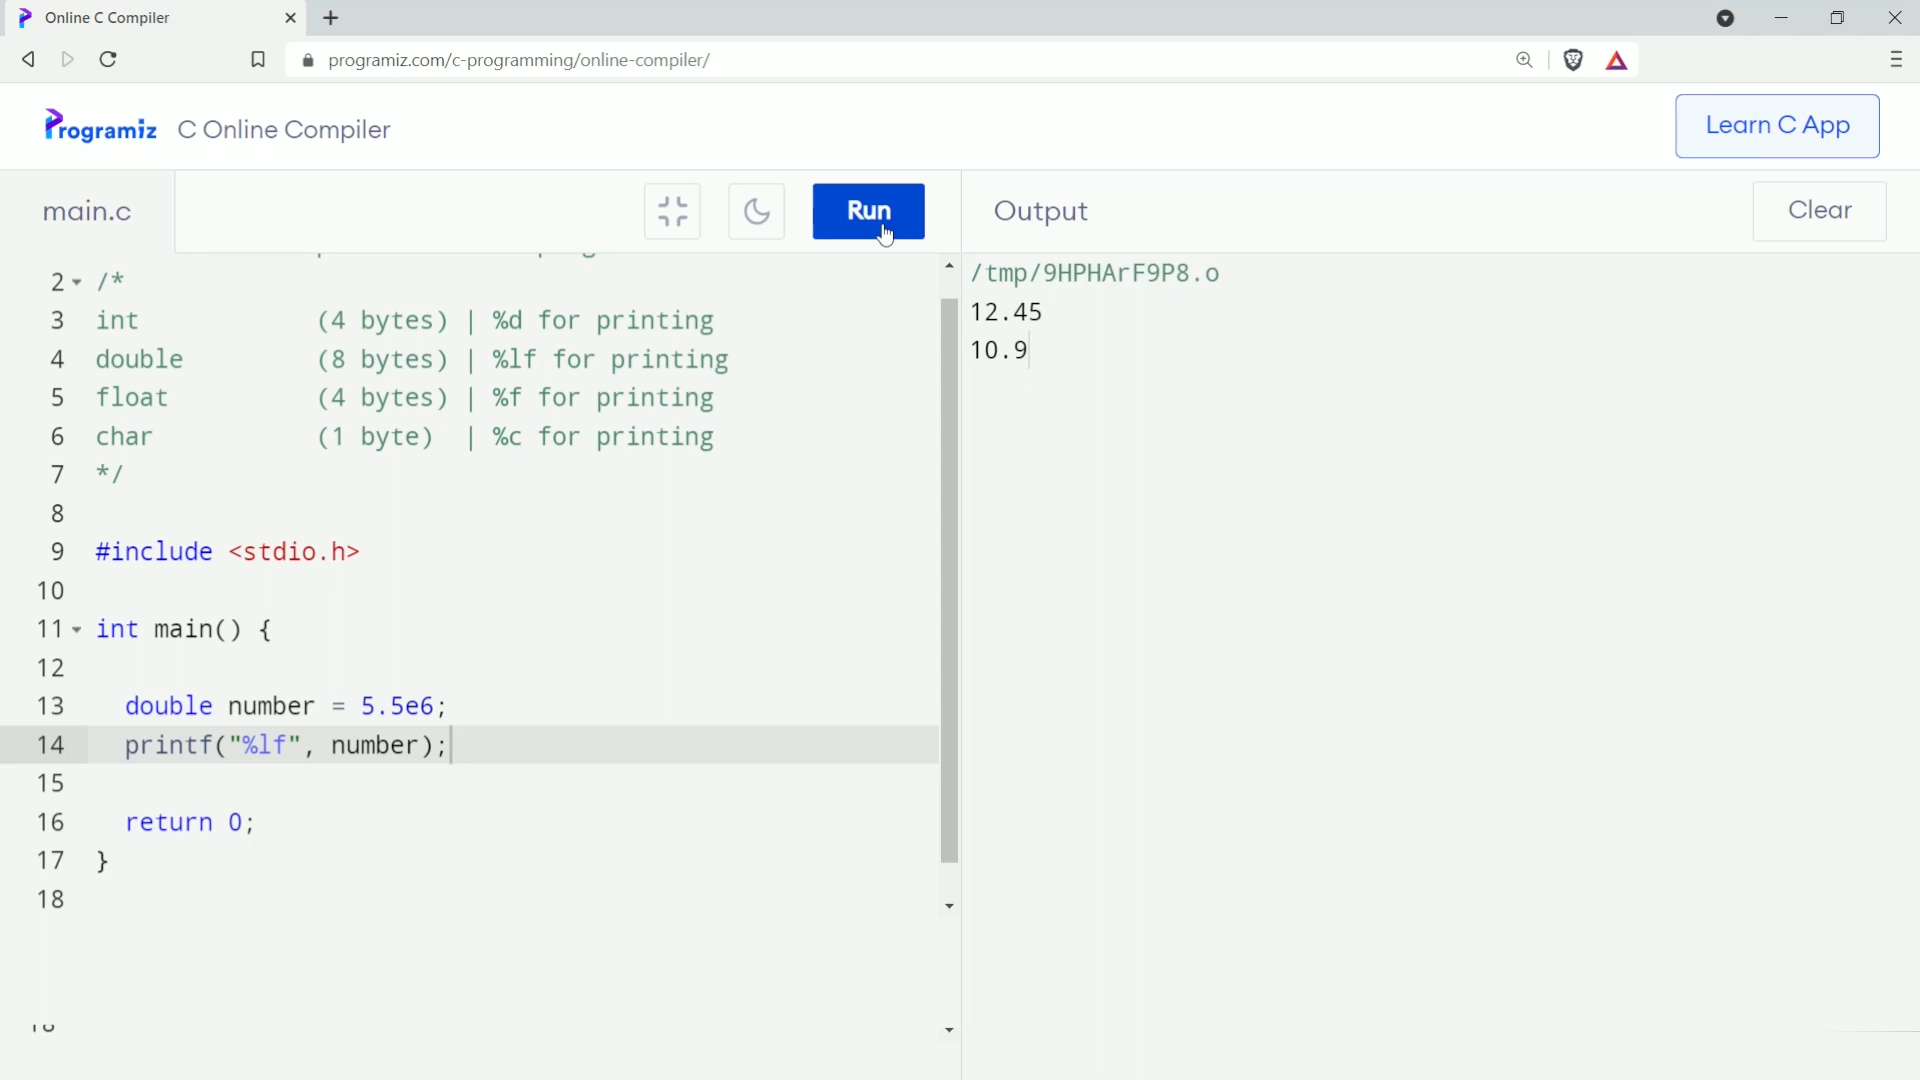 Online C Compiler
programiz.com/c-programming/online-compiler/
Programiz C Online Compiler
Learn C App
main.c
Run
Output
Clear
2 /*
3 int (4 bytes) | %d for printing
4 double (8 bytes) | %lf for printing
5 float (4 bytes) | %f for printing
6 char (1 byte) | %c for printing
7 */
8
9 #include <stdio.h>
10
11 int main() {
12
13 double number = 5.5e6;
14 printf("%lf", number);
15
16 return 0;
17 }
18
/tmp/9HPHArF9P8.o
12.45
10.9